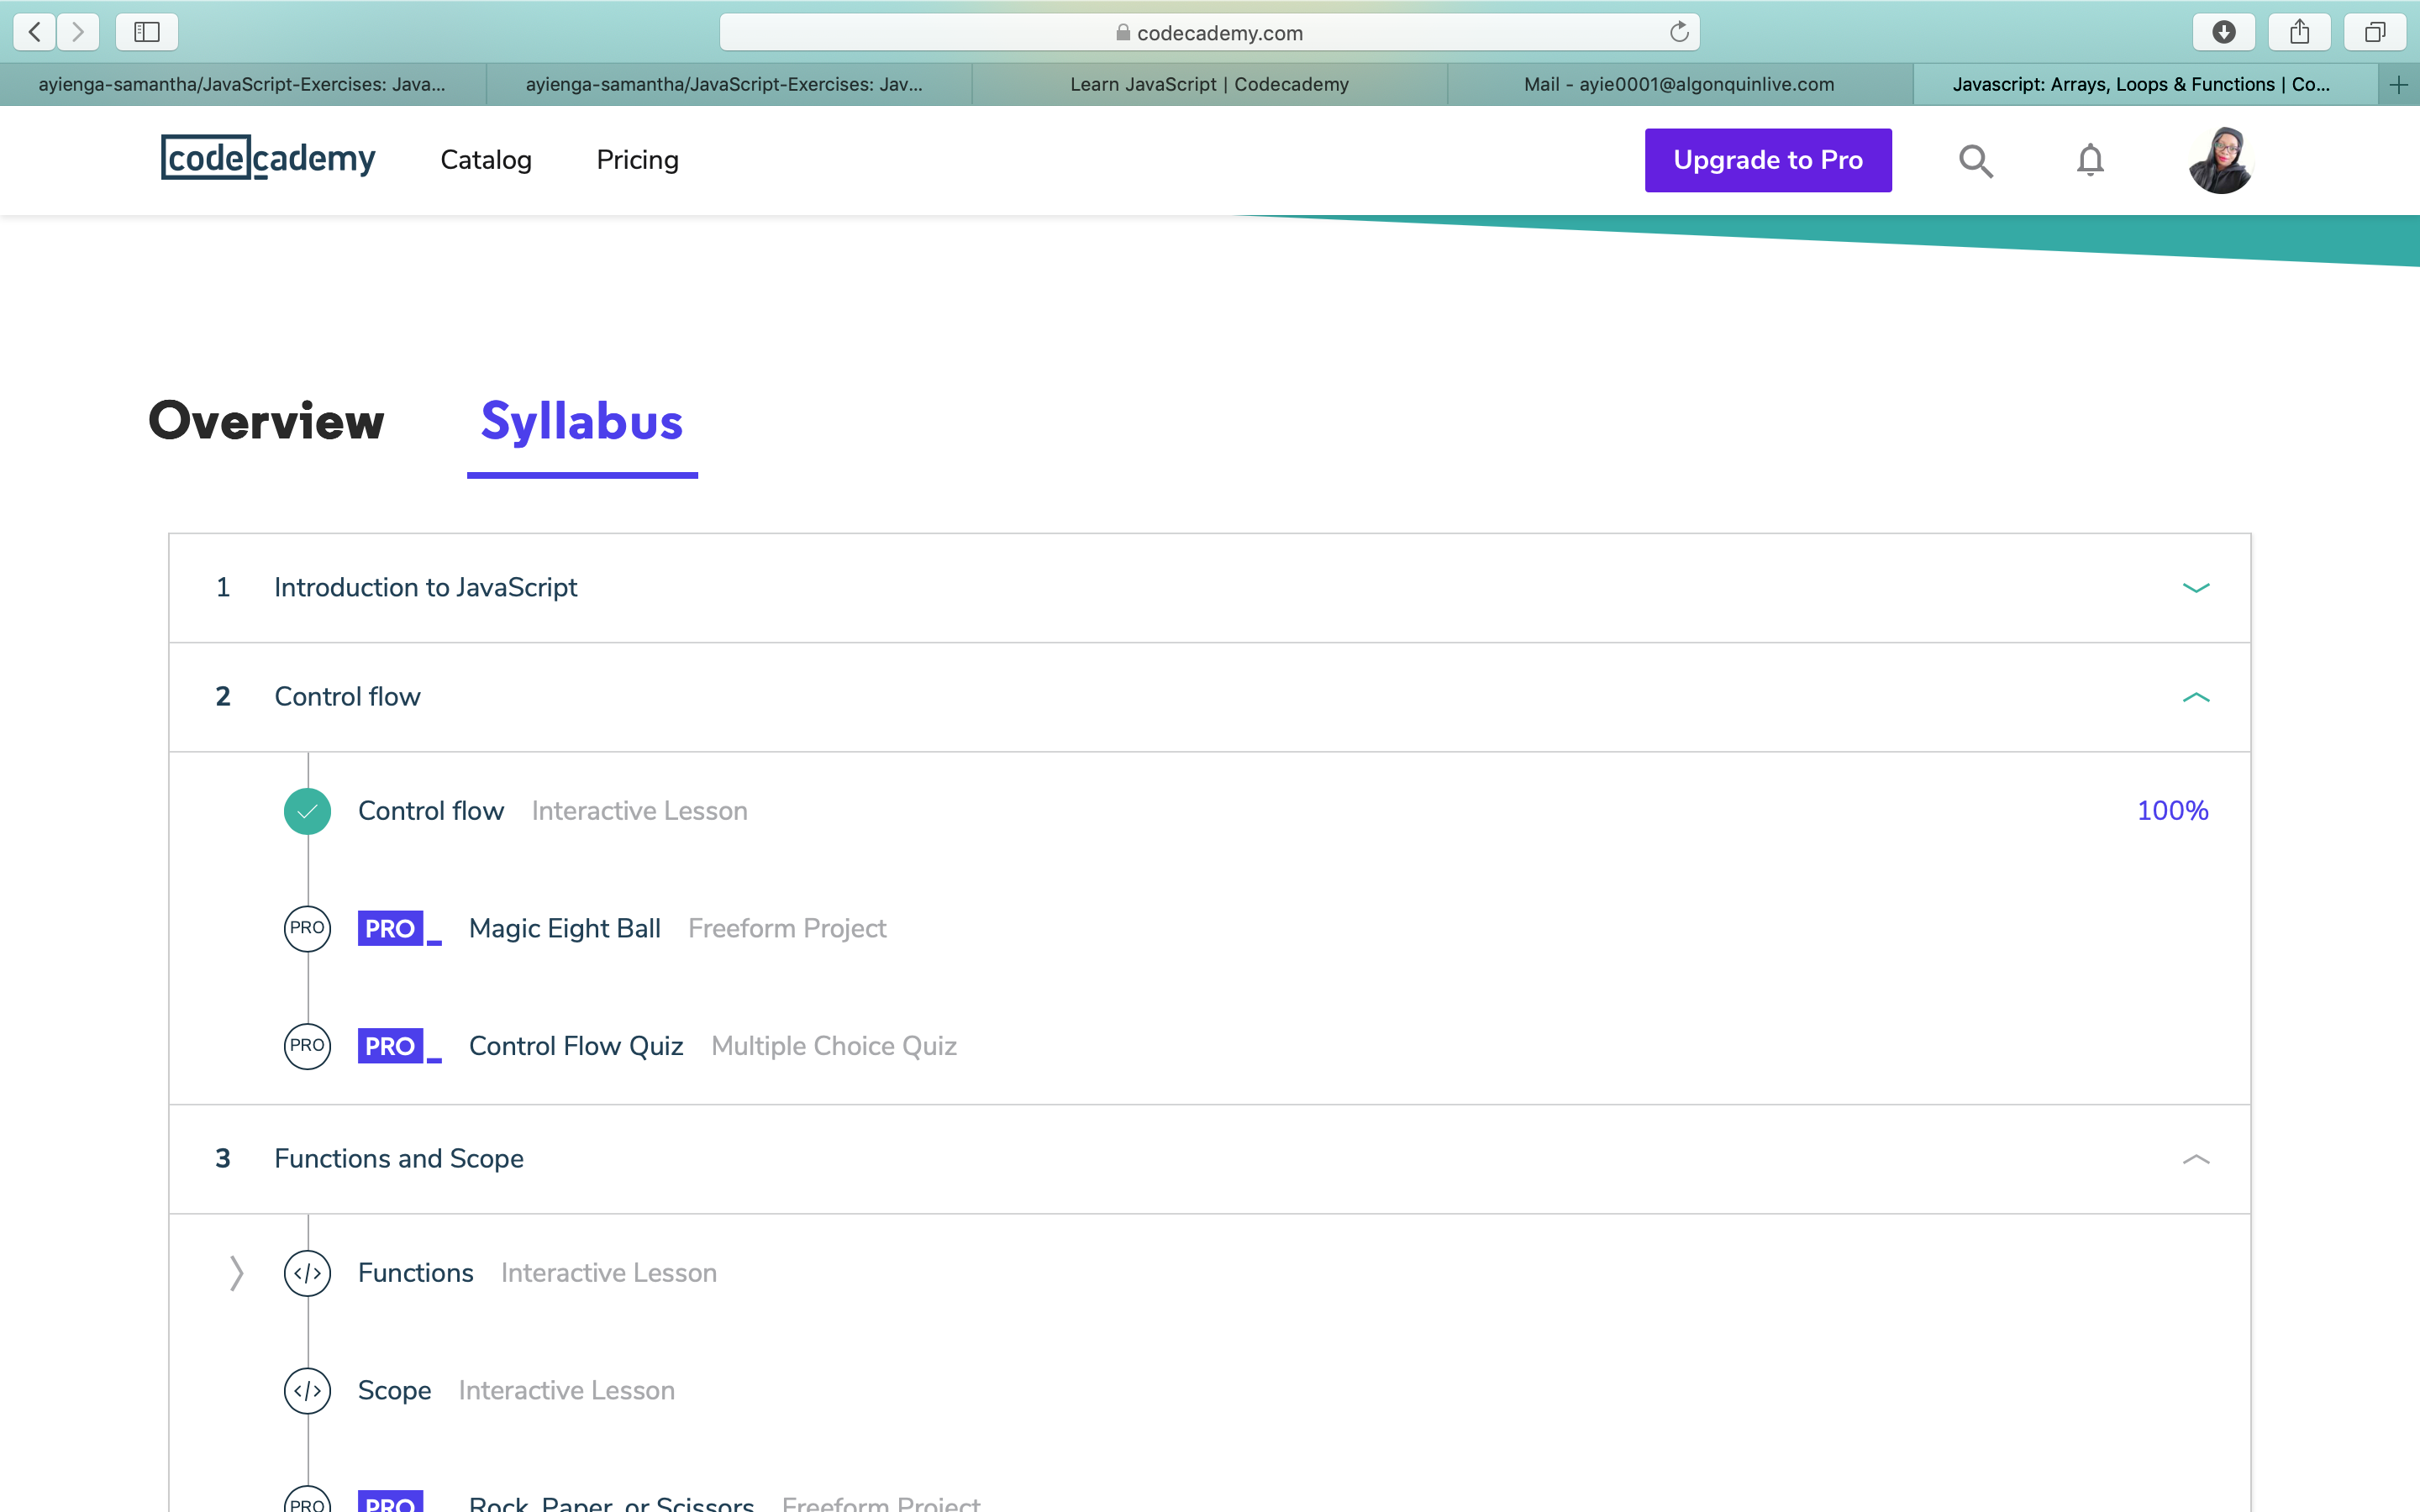 codecademy.com
ayienga-samantha/JavaScript-Exercises: Java...
ayienga-samantha/JavaScript-Exercises: Jav...
Learn JavaScript | Codecademy
Mail - ayie0001@algonquinlive.com
Javascript: Arrays, Loops & Functions | Co...
codecademy
Catalog
Pricing
Upgrade to Pro
Overview
Syllabus
1 Introduction to JavaScript
2 Control flow
Control flow Interactive Lesson 100%
PRO PRO_ Magic Eight Ball Freeform Project
PRO PRO_ Control Flow Quiz Multiple Choice Quiz
3 Functions and Scope
</> Functions Interactive Lesson
</> Scope Interactive Lesson
PRO PRO Rock, Paper, or Scissors Freeform Project